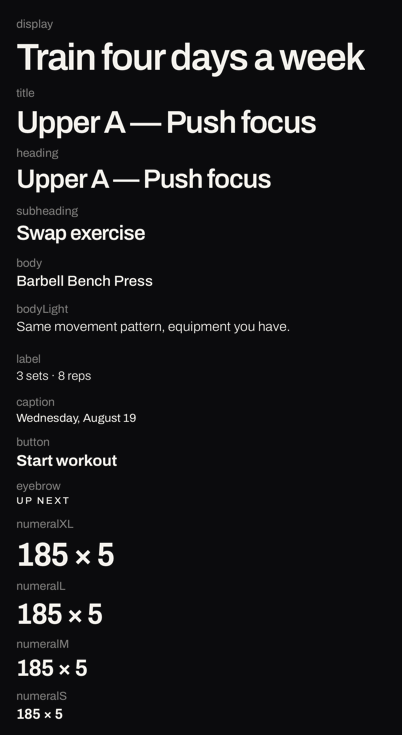 display
Train four days a week
title
Upper A — Push focus
heading
Upper A — Push focus
subheading
Swap exercise
body
Barbell Bench Press
bodyLight
Same movement pattern, equipment you have.
label
3 sets · 8 reps
caption
Wednesday, August 19
button
Start workout
eyebrow
UP NEXT
numeralXL
185 × 5
numeralL
185 × 5
numeralM
185 × 5
numeralS
185 × 5